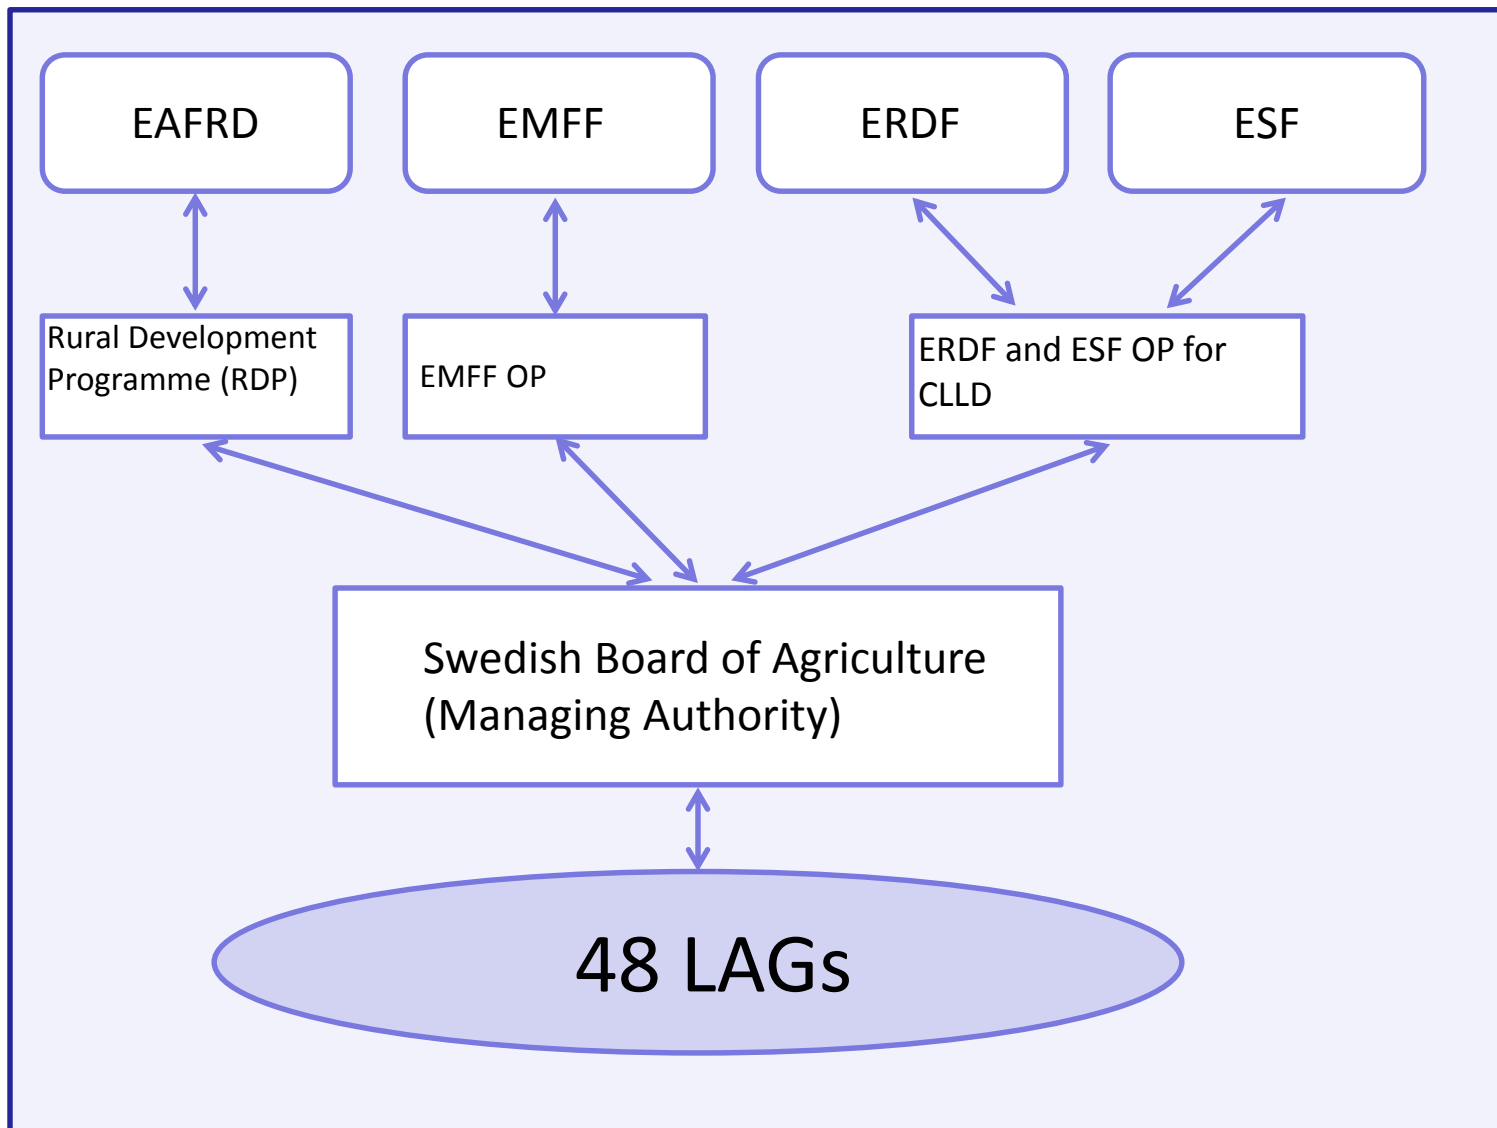 EAFRD
EMFF
ERDF
ESF
Rural Development
Programme (RDP)
EMFF OP
ERDF and ESF OP for
CLLD
Swedish Board of Agriculture
(Managing Authority)
48 LAGs